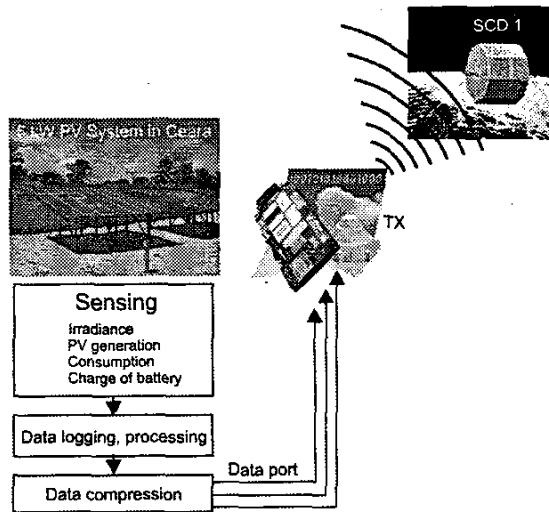 SCD 1
PV System in Ceara
TX
Sensing
Irradiance
PV generation
Consumption
Charge of battery
Data logging, processing
Data port
Data compression